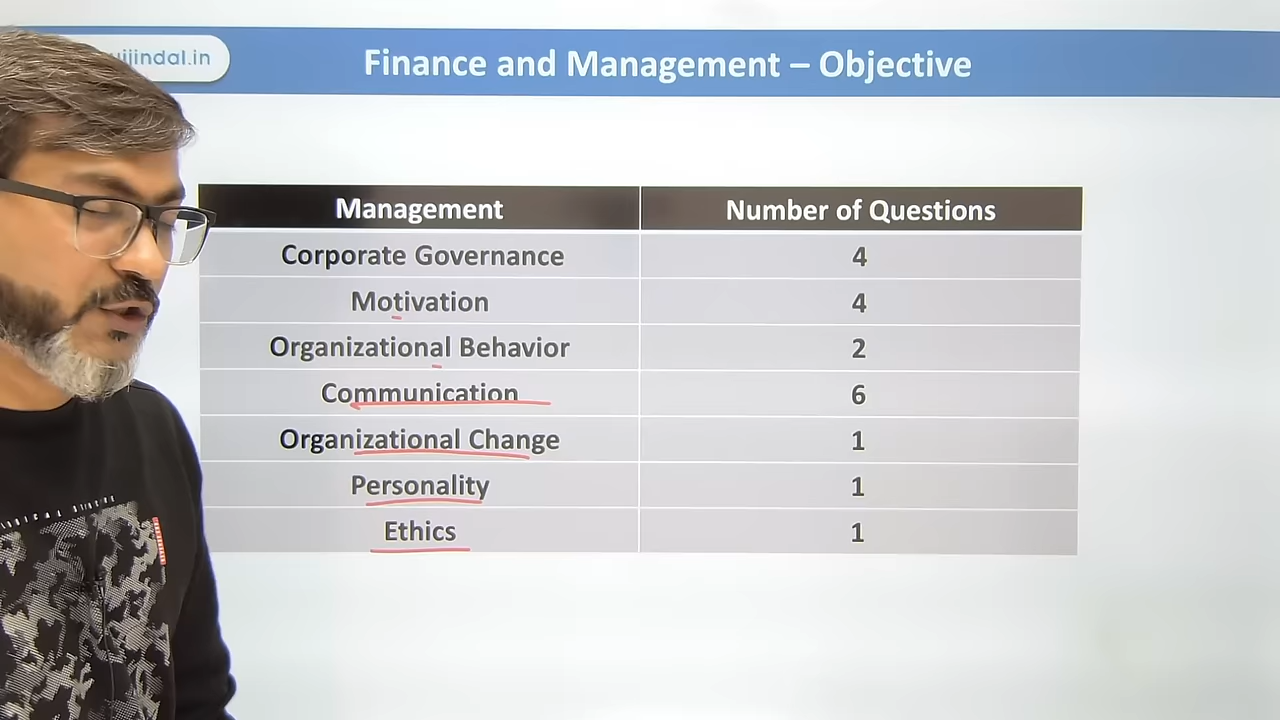 jindal.in
Finance and Management – Objective
Management Number of Questions
Corporate Governance 4
Motivation 4
Organizational Behavior 2
Communication 6
Organizational Change 1
Personality 1
Ethics 1